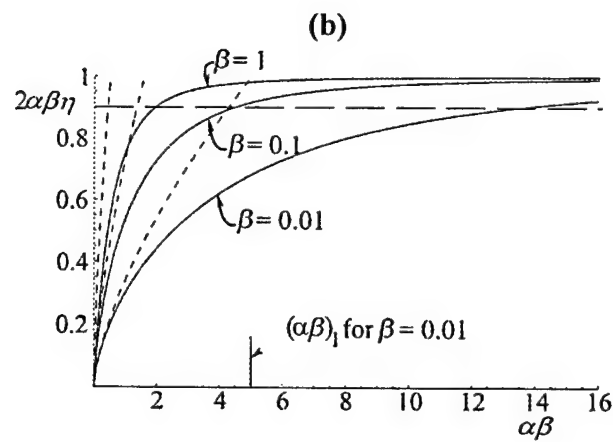 (b)
β = 1
1
2αβη
0.8
β = 0.1
0.6
β = 0.01
0.4
(αβ)₁ for β = 0.01
0.2
2 4 6 8 10 12 14 16
αβ